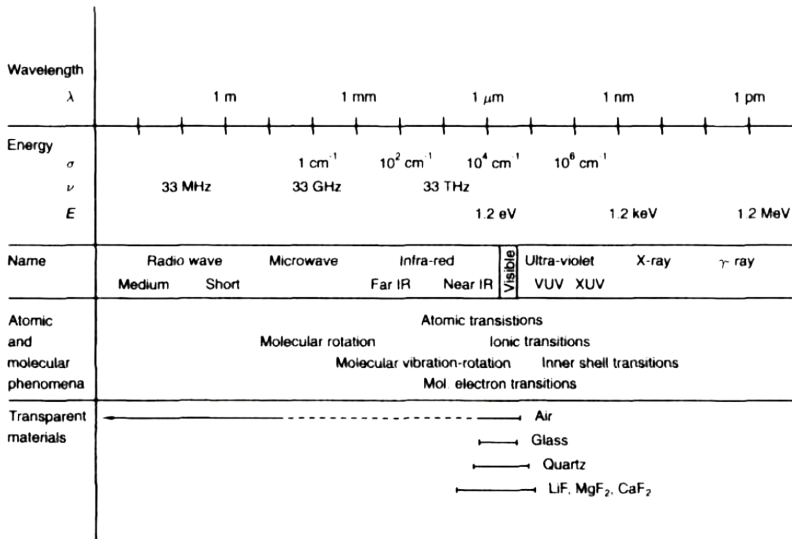 Wavelength
λ 1 m 1 mm 1 μm 1 nm 1 pm
Energy
σ 1 cm⁻¹ 10² cm⁻¹ 10⁴ cm⁻¹ 10⁶ cm⁻¹
ν 33 MHz 33 GHz 33 THz
E 1.2 eV 1.2 keV 1.2 MeV
Name Radio wave Microwave Infra-red Visible Ultra-violet X-ray γ- ray
Medium Short Far IR Near IR VUV XUV
Atomic Atomic transistions
and Molecular rotation Ionic transitions
molecular Molecular vibration-rotation Inner shell transitions
phenomena Mol. electron transitions
Transparent Air
materials
Glass
Quartz
LiF, MgF₂, CaF₂